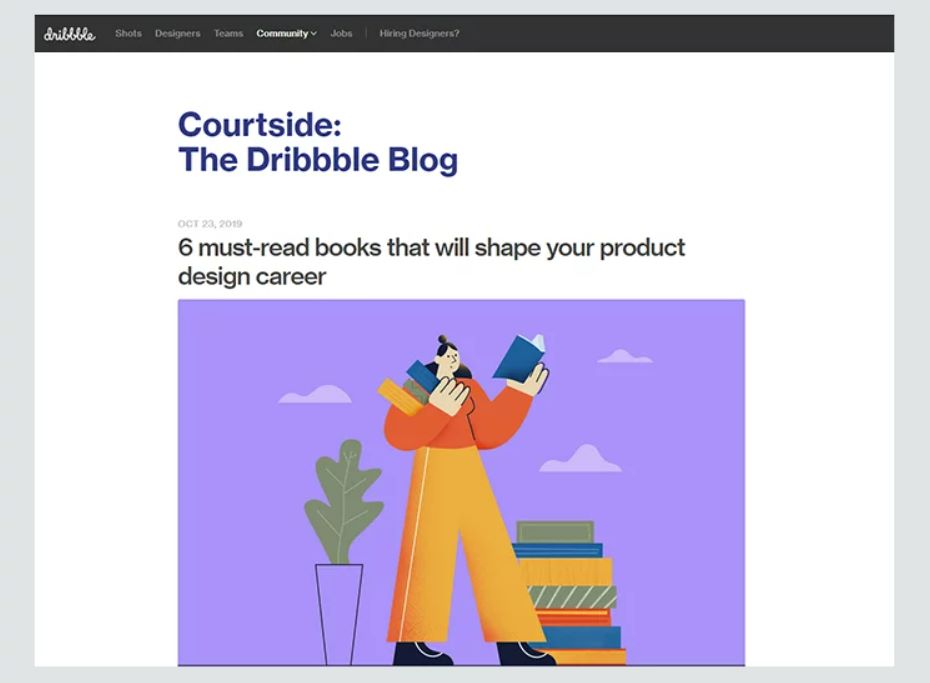 dribbble Shots Designers Teams Community Jobs | Hiring Designers?
Courtside:
The Dribbble Blog
OCT 23, 2019
6 must-read books that will shape your product
design career